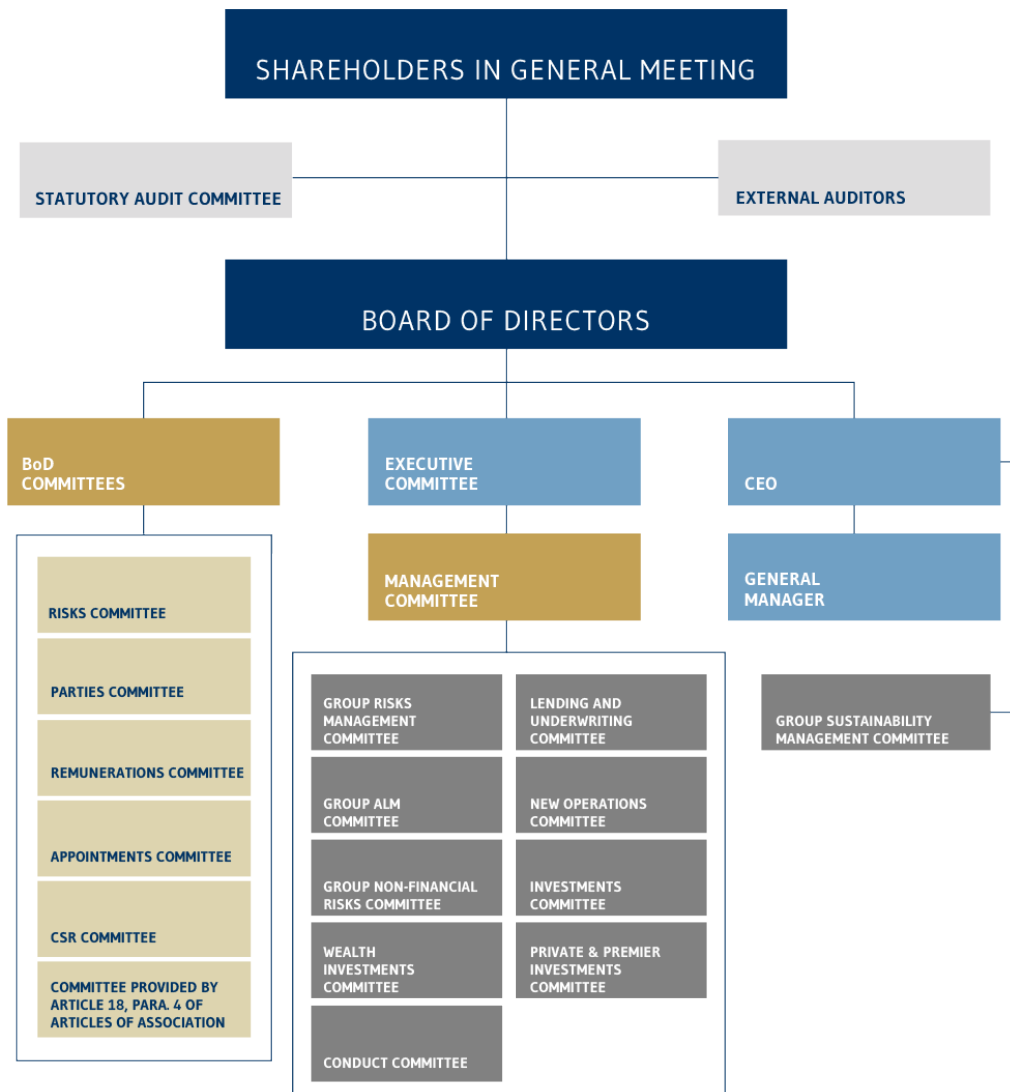 SHAREHOLDERS IN GENERAL MEETING
STATUTORY AUDIT COMMITTEE
EXTERNAL AUDITORS
BOARD OF DIRECTORS
BoD
COMMITTEES
EXECUTIVE
COMMITTEE
CEO
MANAGEMENT
COMMITTEE
GENERAL
MANAGER
RISKS COMMITTEE
PARTIES COMMITTEE
REMUNERATIONS COMMITTEE
APPOINTMENTS COMMITTEE
CSR COMMITTEE
COMMITTEE PROVIDED BY
ARTICLE 18, PARA. 4 OF
ARTICLES OF ASSOCIATION
GROUP RISKS
MANAGEMENT
COMMITTEE
LENDING AND
UNDERWRITING
COMMITTEE
GROUP ALM
COMMITTEE
NEW OPERATIONS
COMMITTEE
GROUP NON-FINANCIAL
RISKS COMMITTEE
INVESTMENTS
COMMITTEE
WEALTH
INVESTMENTS
COMMITTEE
PRIVATE & PREMIER
INVESTMENTS
COMMITTEE
CONDUCT COMMITTEE
GROUP SUSTAINABILITY
MANAGEMENT COMMITTEE